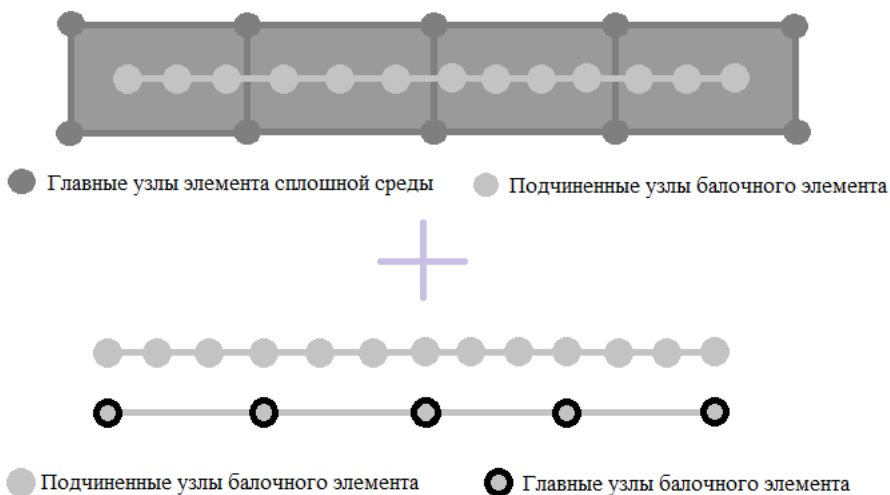 Главные узлы элемента сплошной среды
Подчиненные узлы балочного элемента
Подчиненные узлы балочного элемента
Главные узлы балочного элемента